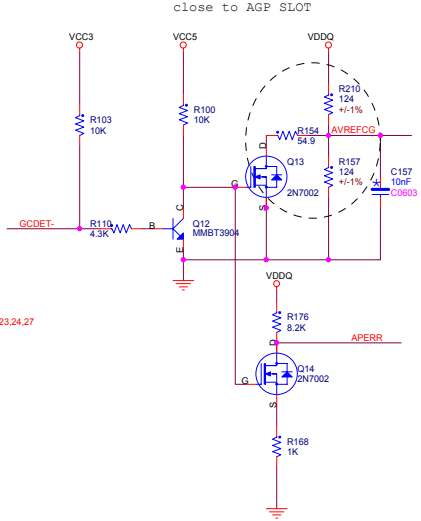 close to AGP SLOT
VCC3
VCC5
VDDQ
R210
124
+/-1%
R103
10K
R100
10K
AVREFCG
R154
54.9
D
Q13
G
2N7002
S
R157
124
+/-1%
C157
10nF
C0603
GCDET-
R110
4.3K
B
C
Q12
MMBT3904
E
VDDQ
R176
8.2K
23,24,27
APERR
D
Q14
2N7002
G
S
R168
1K